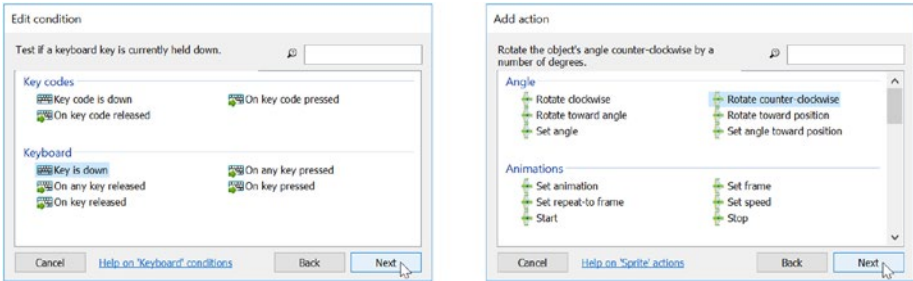 Edit condition
Test if a keyboard key is currently held down.
Key codes
Key code is down
On key code pressed
On key code released
Keyboard
Key is down
On any key pressed
On any key released
On key pressed
On key released
Cancel
Help on 'Keyboard' conditions
Back
Next
Add action
Rotate the object's angle counter-clockwise by a
number of degrees.
Angle
Rotate clockwise
Rotate counter-clockwise
Rotate toward angle
Rotate toward position
Set angle
Set angle toward position
Animations
Set animation
Set frame
Set repeat-to frame
Set speed
Start
Stop
Cancel
Help on 'Sprite' actions
Back
Next